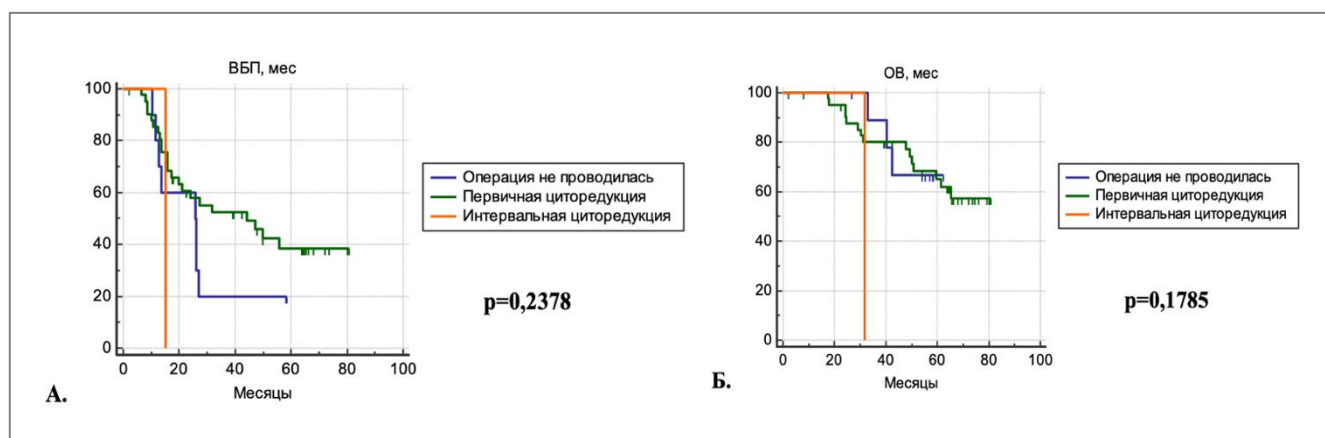 ВБП, мес
100
80
60
40
20
0
0 20 40 60 80 100
Месяцы
Операция не проводилась
Первичная циторедукция
Интервальная циторедукция
p=0,2378
А.
ОВ, мес
100
80
60
40
20
0
0 20 40 60 80 100
Месяцы
Операция не проводилась
Первичная циторедукция
Интервальная циторедукция
p=0,1785
Б.